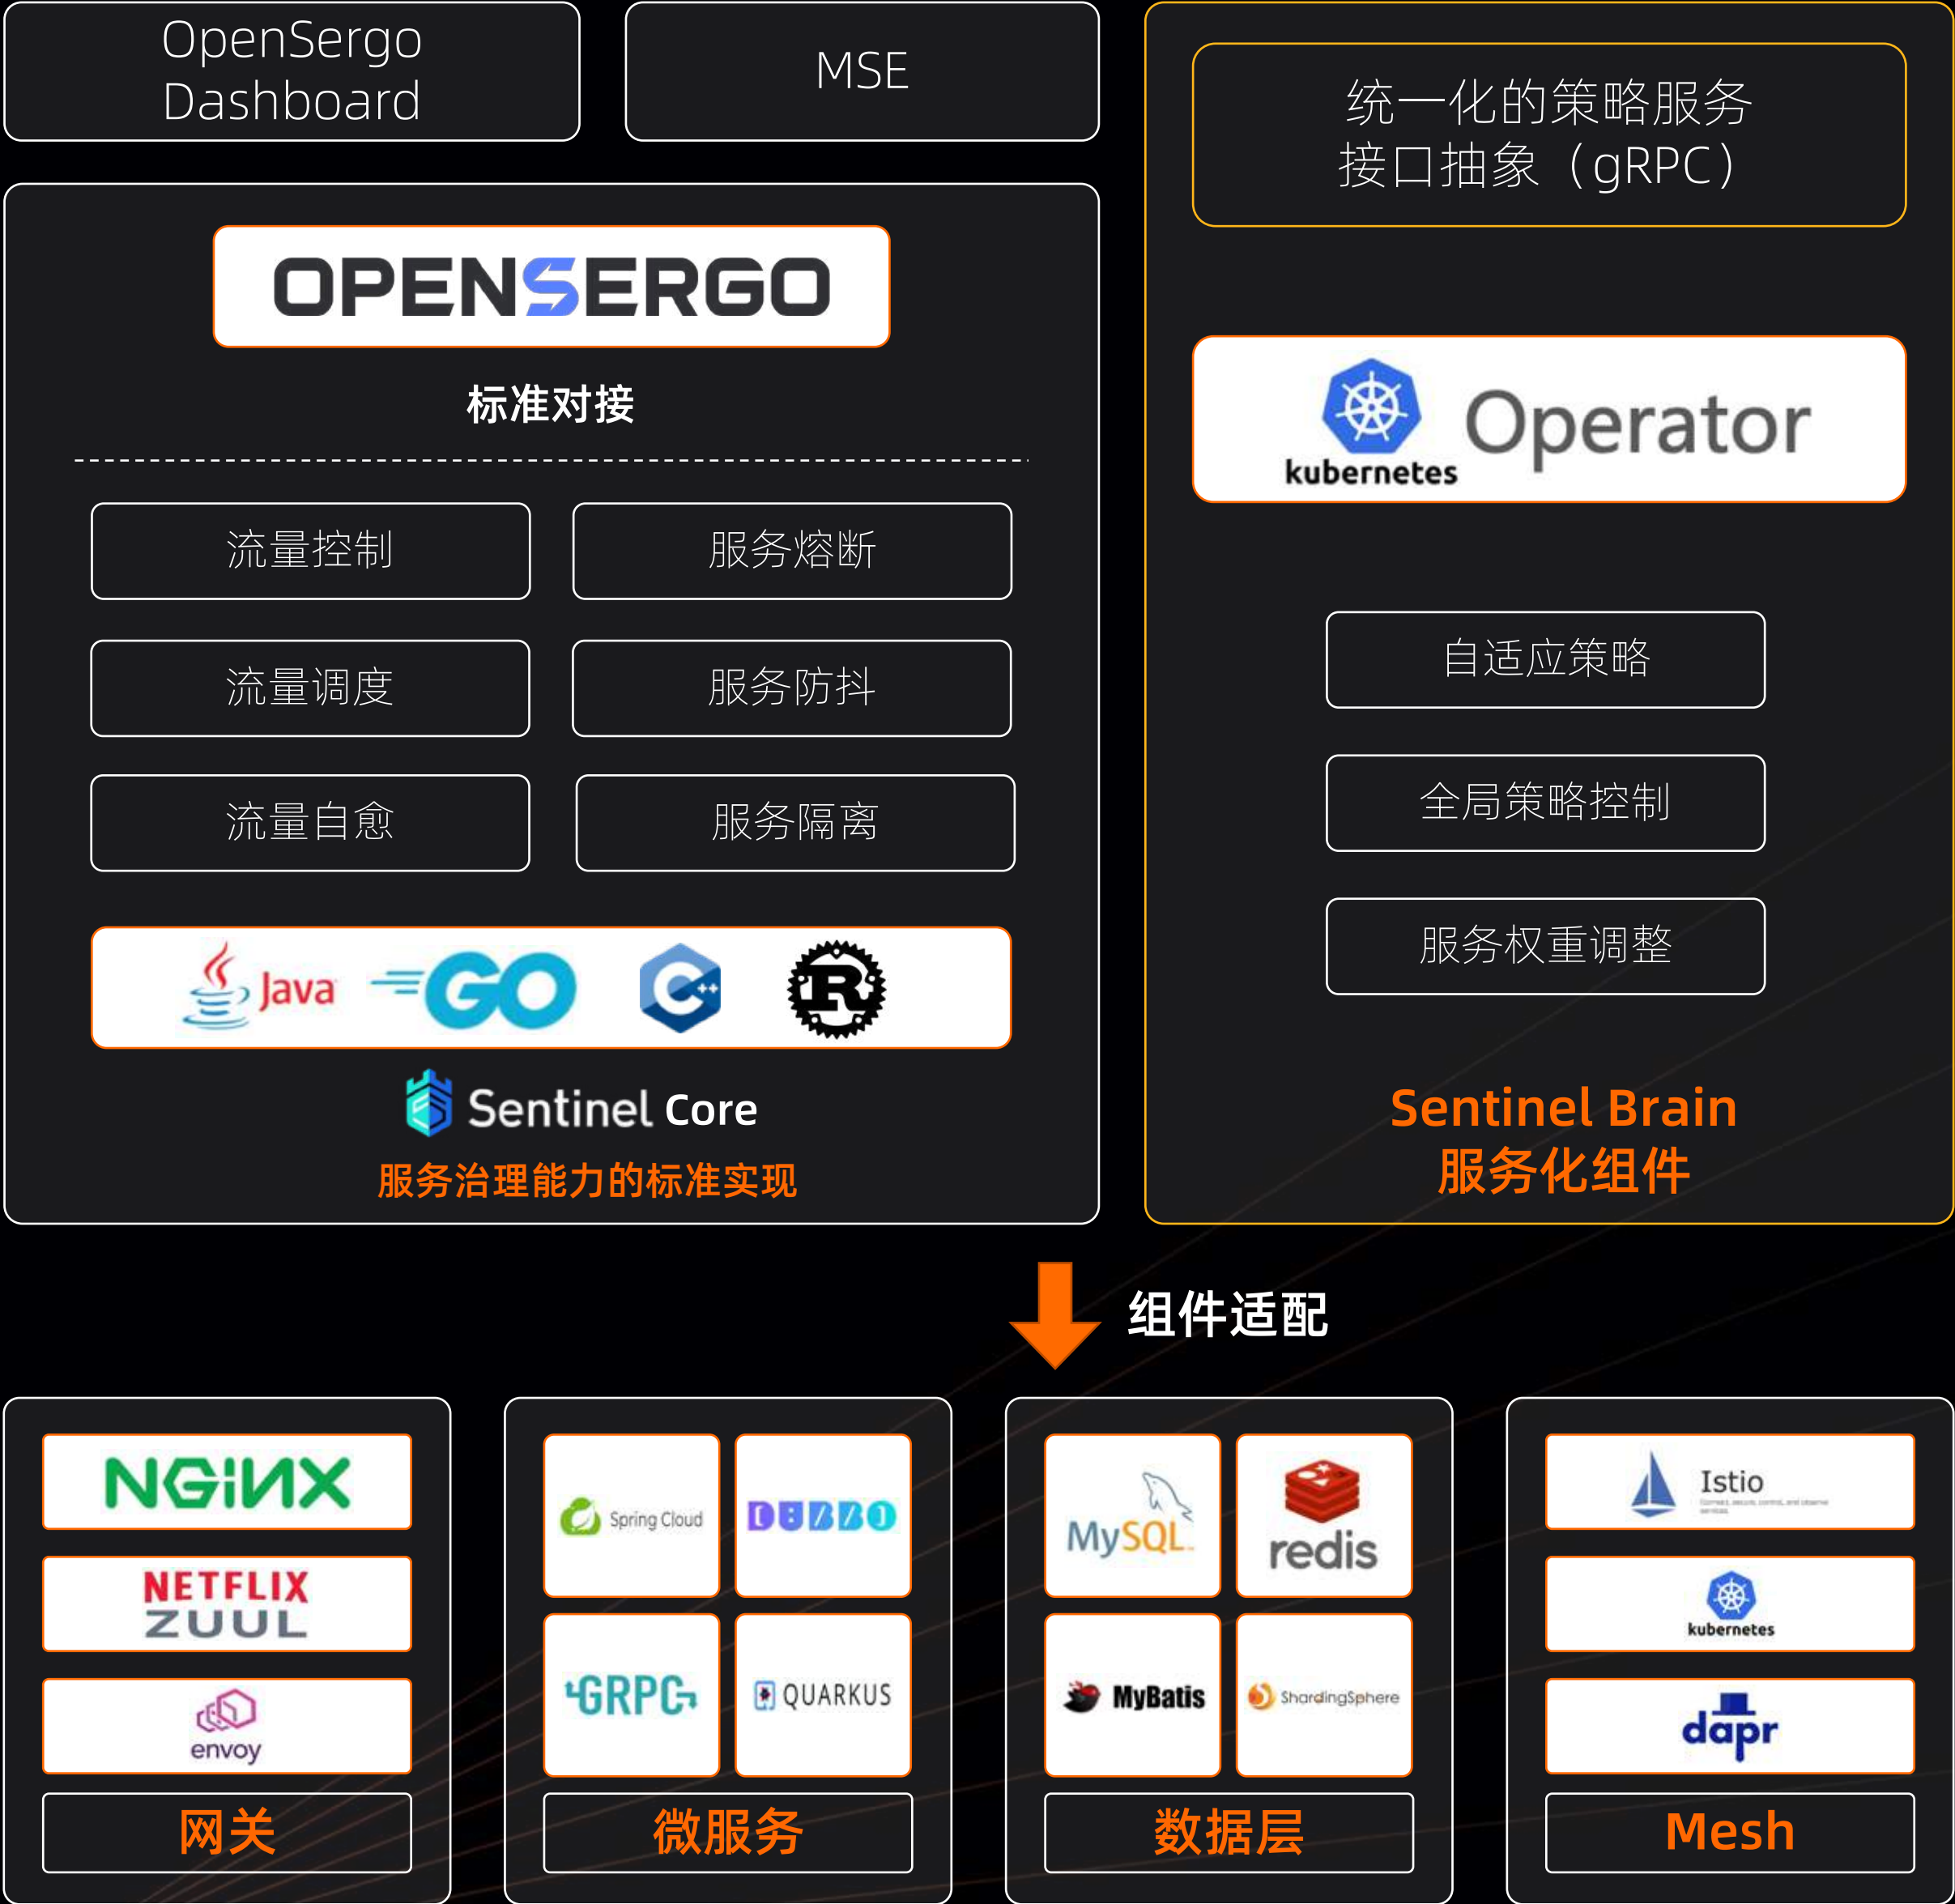 OpenSergo
Dashboard
MSE
OPENSERGO
标准对接
流量控制
服务熔断
流量调度
服务防抖
流量自愈
服务隔离
Java
GO
C++
R
Sentinel Core
服务治理能力的标准实现
统一化的策略服务
接口抽象（gRPC）
kubernetes
Operator
自适应策略
全局策略控制
服务权重调整
Sentinel Brain
服务化组件
组件适配
NGINX
NETFLIX
ZUUL
envoy
网关
Spring Cloud
DUBBO
GRPC
QUARKUS
微服务
MySQL
redis
MyBatis
ShardingSphere
数据层
Istio
Connect, secure, control, and observe
services.
kubernetes
dapr
Mesh